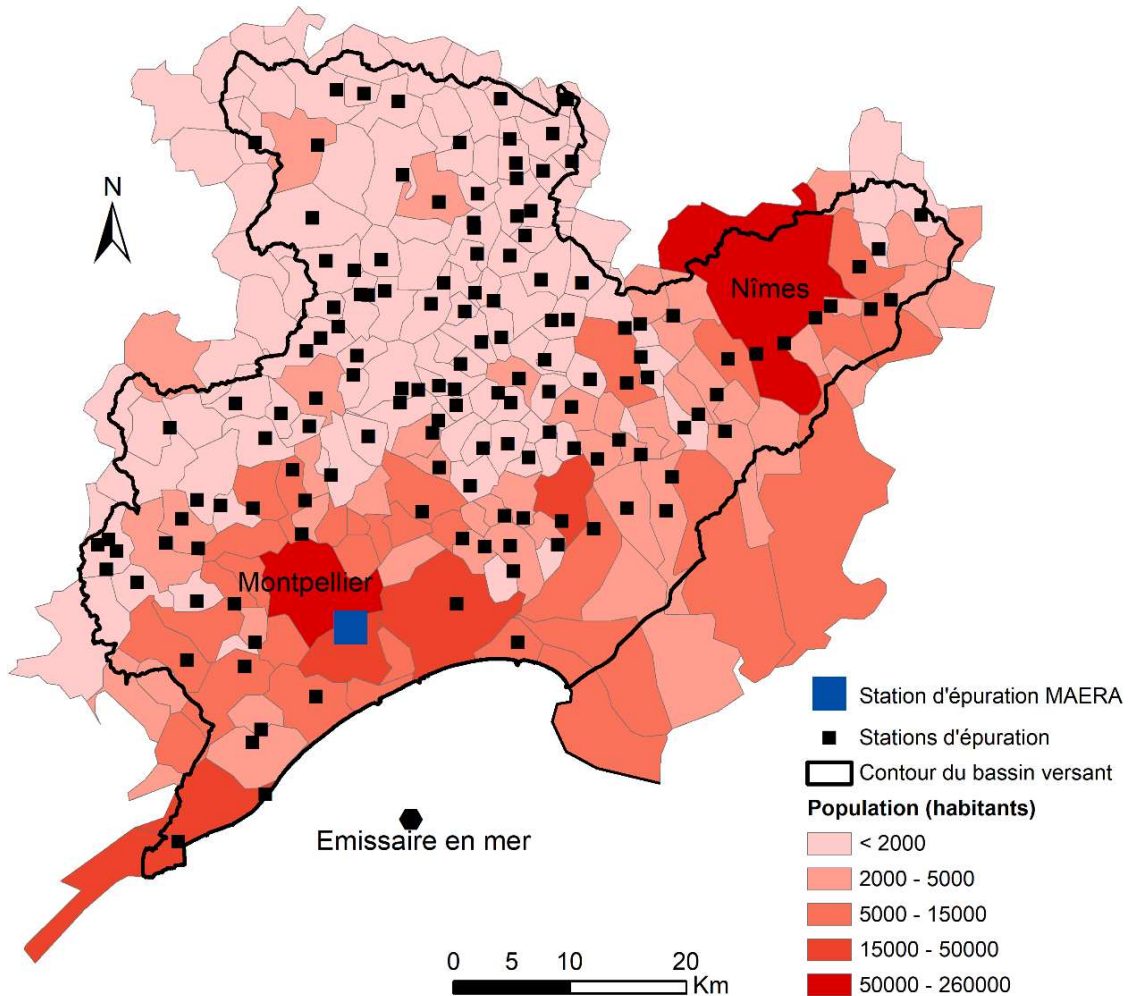 N
Nîmes
Montpellier
Emissaire en mer
Station d'épuration MAERA
Stations d'épuration
Contour du bassin versant
Population (habitants)
< 2000
2000 - 5000
5000 - 15000
15000 - 50000
50000 - 260000
0 5 10 20
Km